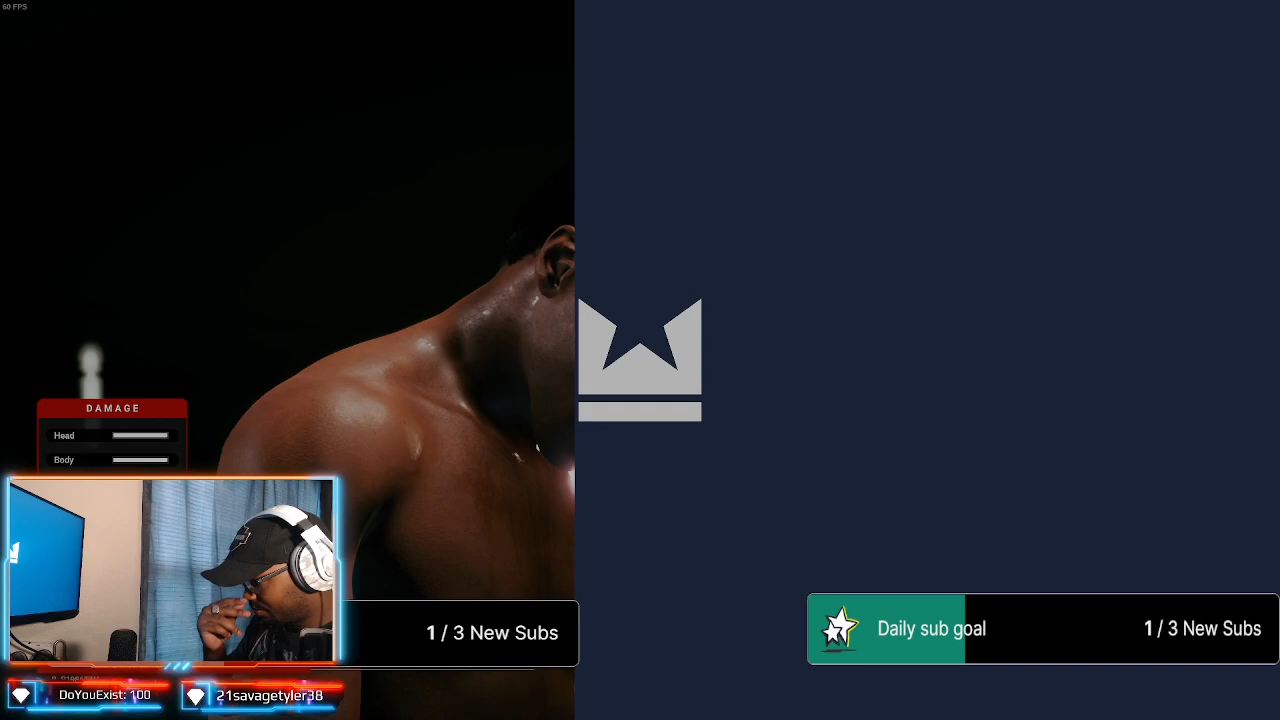 60 FPS
DAMAGE
Head
Body
1 / 3 New Subs
Daily sub goal
1 / 3 New Subs
DoYouExist: 100
21savagetyler38